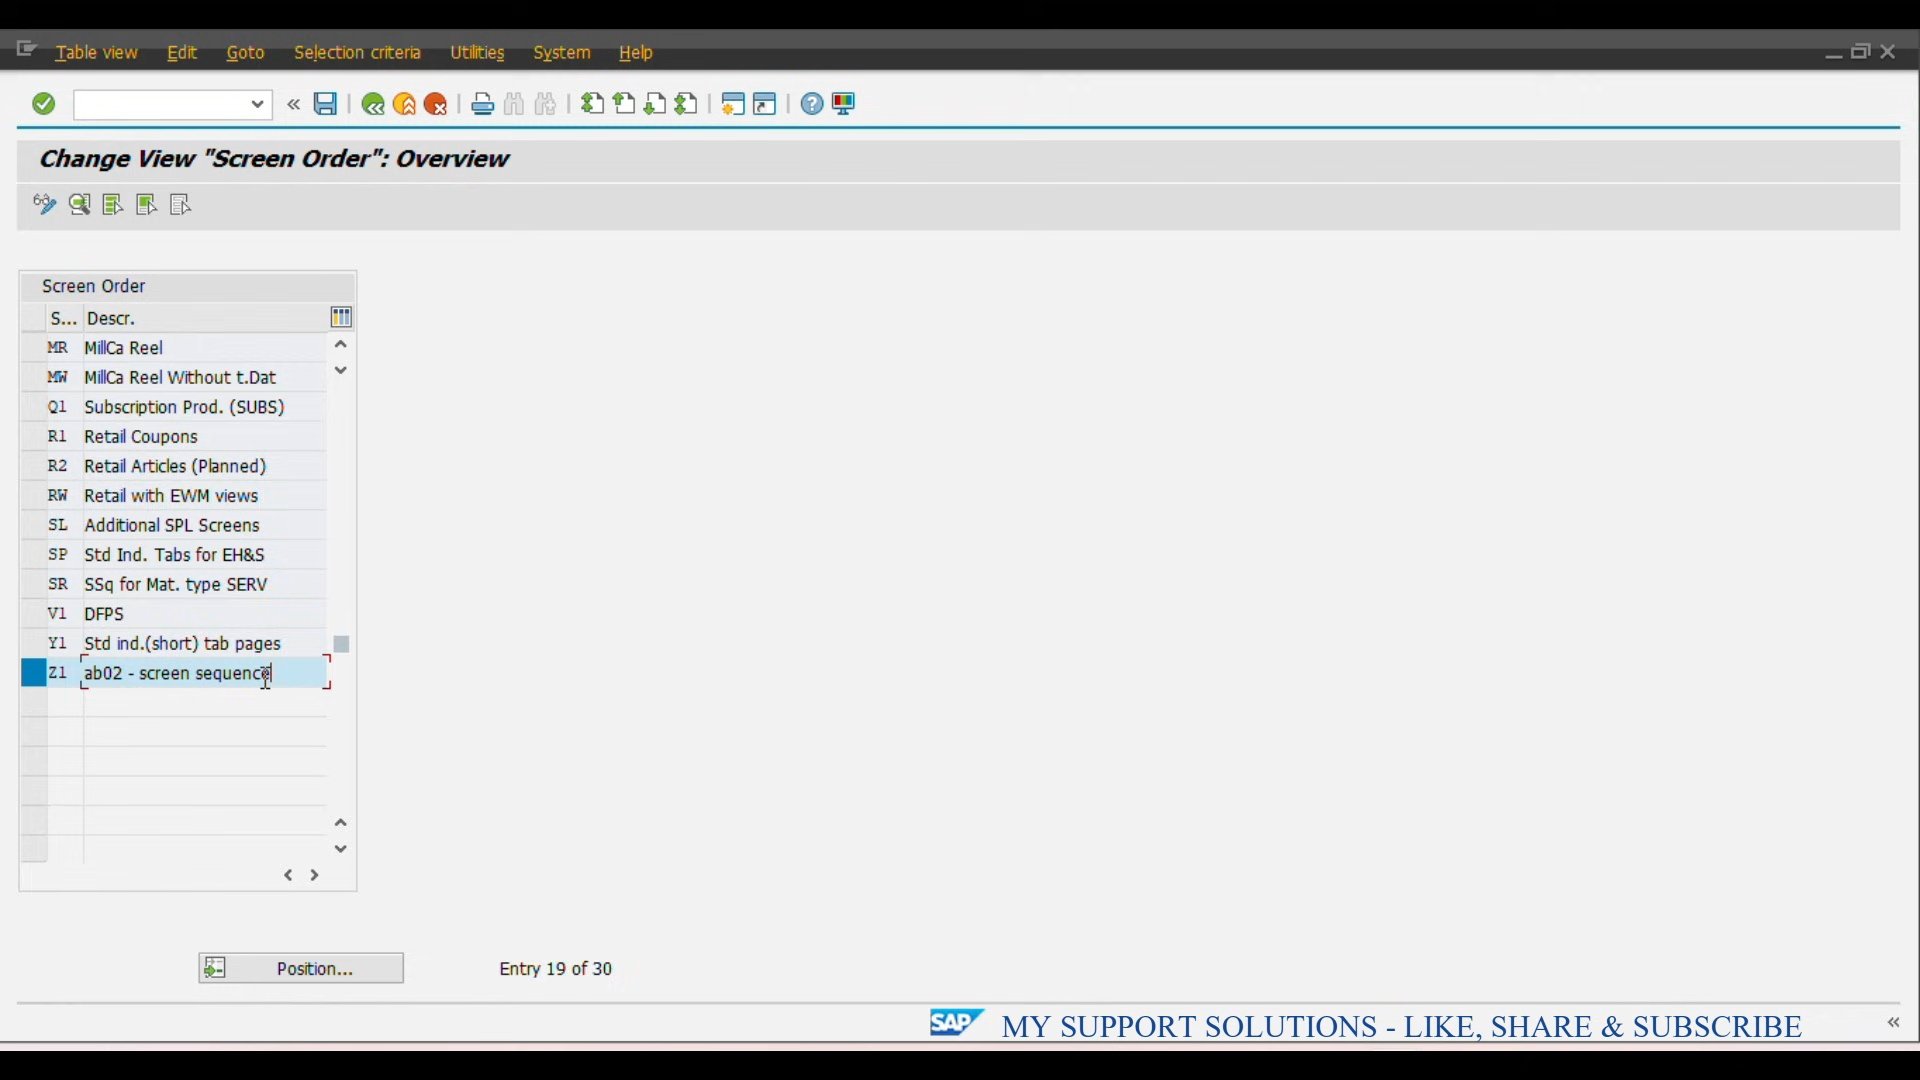 Table view Edit Goto Selection criteria Utilities System Help
Change View "Screen Order": Overview
Screen Order
S... Descr.
MR MillCa Reel
MW MillCa Reel Without t.Dat
Q1 Subscription Prod. (SUBS)
R1 Retail Coupons
R2 Retail Articles (Planned)
RW Retail with EWM views
SL Additional SPL Screens
SP Std Ind. Tabs for EH&S
SR SSq for Mat. type SERV
V1 DFPS
Y1 Std ind.(short) tab pages
Z1 ab02 - screen sequence
Position... Entry 19 of 30
SAP MY SUPPORT SOLUTIONS - LIKE, SHARE & SUBSCRIBE